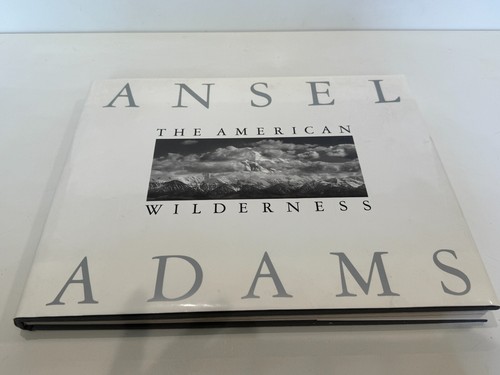 ANSEL
THE AMERICAN
WILDERNESS
ADAMS